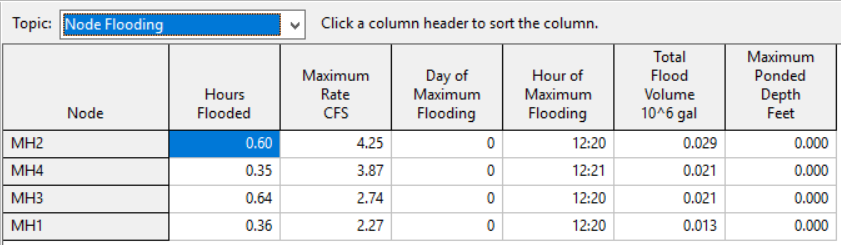 Topic: Node Flooding Click a column header to sort the column.
Node Hours Flooded Maximum Rate CFS Day of Maximum Flooding Hour of Maximum Flooding Total Flood Volume 10^6 gal Maximum Ponded Depth Feet
MH2 0.60 4.25 0 12:20 0.029 0.000
MH4 0.35 3.87 0 12:21 0.021 0.000
MH3 0.64 2.74 0 12:20 0.021 0.000
MH1 0.36 2.27 0 12:20 0.013 0.000